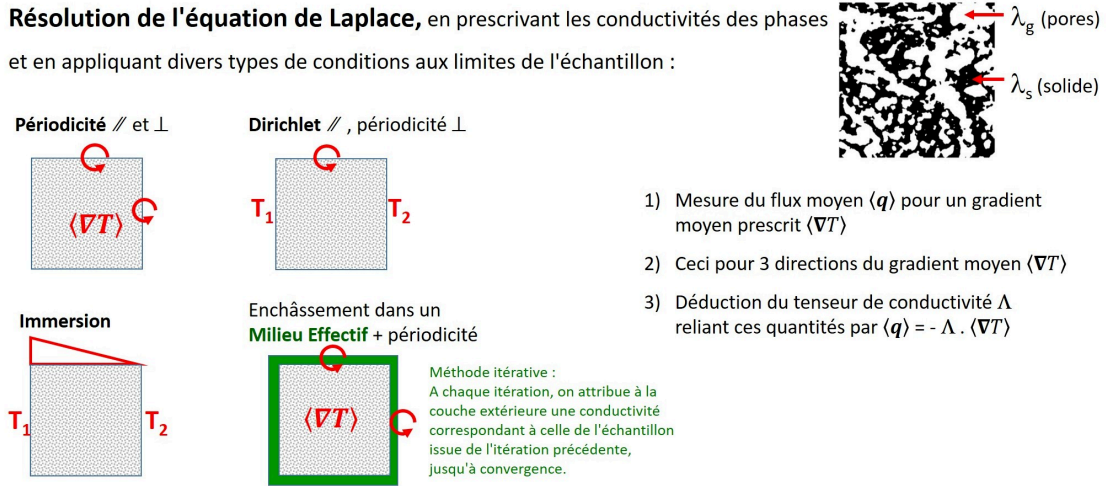 Résolution de l'équation de Laplace, en prescrivant les conductivités des phases
et en appliquant divers types de conditions aux limites de l'échantillon :
λg (pores)
λs (solide)
Périodicité ⫽ et ⊥
⟨∇T⟩
Dirichlet ⫽ , périodicité ⊥
T1
T2
Immersion
T1
T2
Enchâssement dans un
Milieu Effectif + périodicité
⟨∇T⟩
Méthode itérative :
A chaque itération, on attribue à la
couche extérieure une conductivité
correspondant à celle de l'échantillon
issue de l'itération précédente,
jusqu'à convergence.
1) Mesure du flux moyen ⟨q⟩ pour un gradient
moyen prescrit ⟨∇T⟩
2) Ceci pour 3 directions du gradient moyen ⟨∇T⟩
3) Déduction du tenseur de conductivité Λ
reliant ces quantités par ⟨q⟩ = - Λ . ⟨∇T⟩